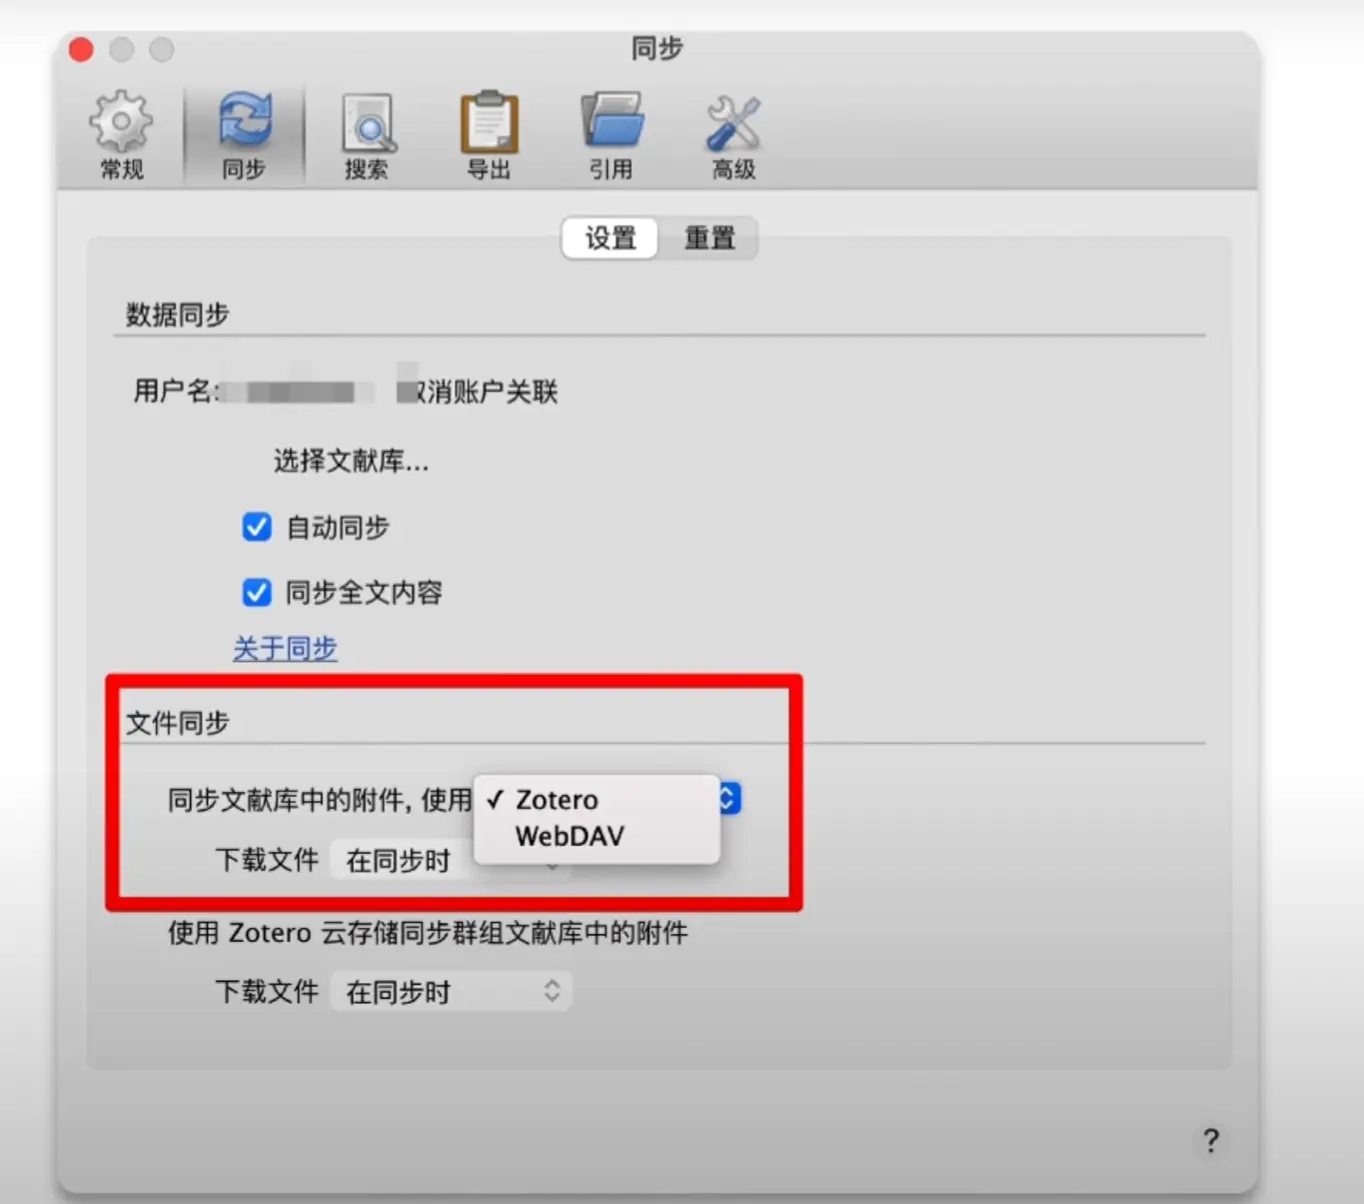 同步
常规 同步 搜索 导出 引用 高级
设置 重置
数据同步
用户名: 消账户关联
选择文献库...
自动同步
同步全文内容
关于同步
文件同步
同步文献库中的附件, 使用 ✓ Zotero
WebDAV
下载文件 在同步时
使用 Zotero 云存储同步群组文献库中的附件
下载文件 在同步时
?